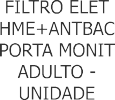 FILTRO ELET
HME+ANTBAC
PORTA MONIT
ADULTO -
UNIDADE